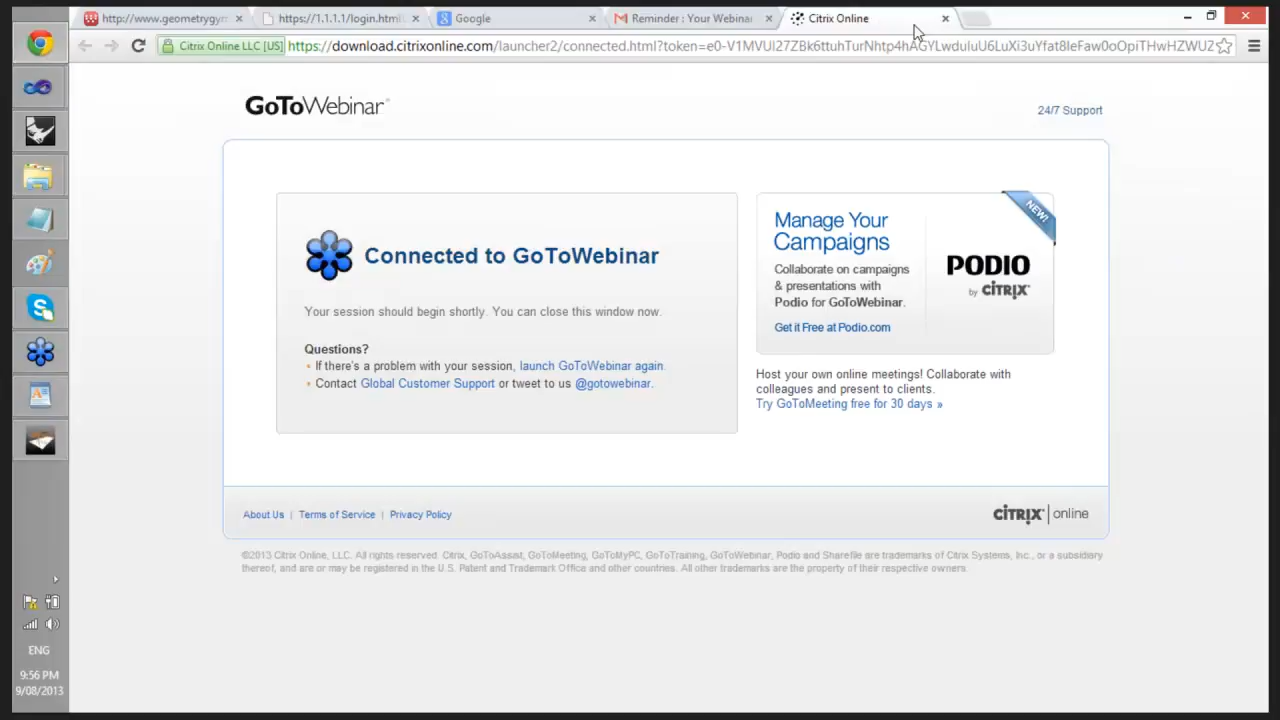 http://www.geometrygyr
https://1.1.1.1/login.html
Google
Reminder : Your Webinar
Citrix Online
Citrix Online LLC [US]
https://download.citrixonline.com/launcher2/connected.html?token=
GoToWebinar
24/7 Support
Connected to GoToWebinar
Your session should begin shortly. You can close this window now.
Questions?
If there's a problem with your session, launch GoToWebinar again.
Contact Global Customer Support or tweet to us @gotowebinar.
NEW!
Manage Your
Campaigns
Collaborate on campaigns
& presentations with
Podio for GoToWebinar.
Get it Free at Podio.com
PODIO
by CITRIX
Host your own online meetings! Collaborate with
colleagues and present to clients.
Try GoToMeeting free for 30 days »
About Us | Terms of Service | Privacy Policy
CITRIX | online
©2013 Citrix Online, LLC. All rights reserved. Citrix, GoToAssist, GoToMeeting, GoToMyPC, GoToTraining, GoToWebinar, Podio and Sharefile are trademarks of Citrix Systems, Inc., or a subsidiary
thereof, and are or may be registered in the U.S. Patent and Trademark Office and other countries. All other trademarks are the property of their respective owners.
ENG
9:56 PM
9/08/2013